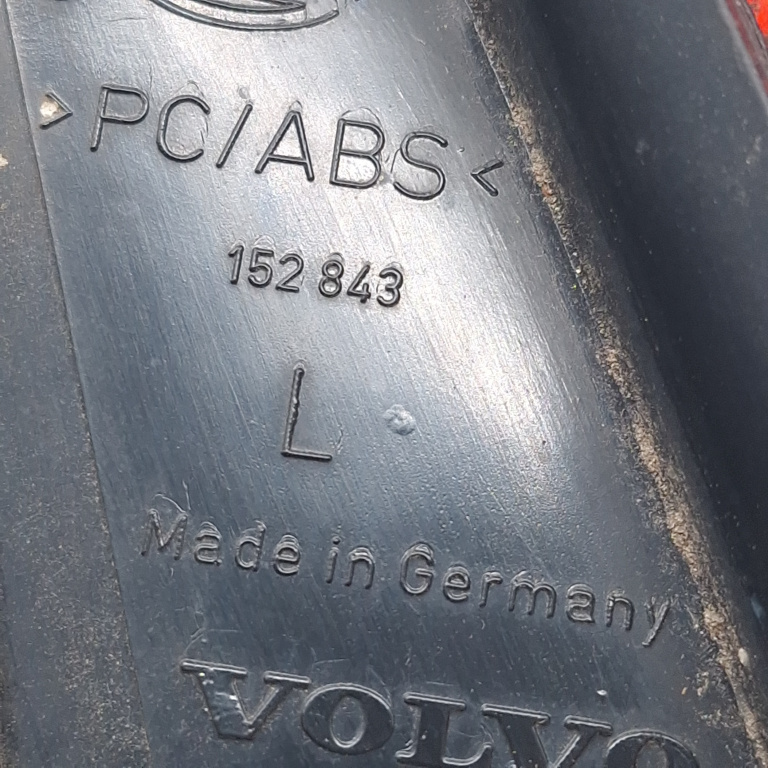 >PC/ABS<
152 843
L
Made in Germany
VOLVO